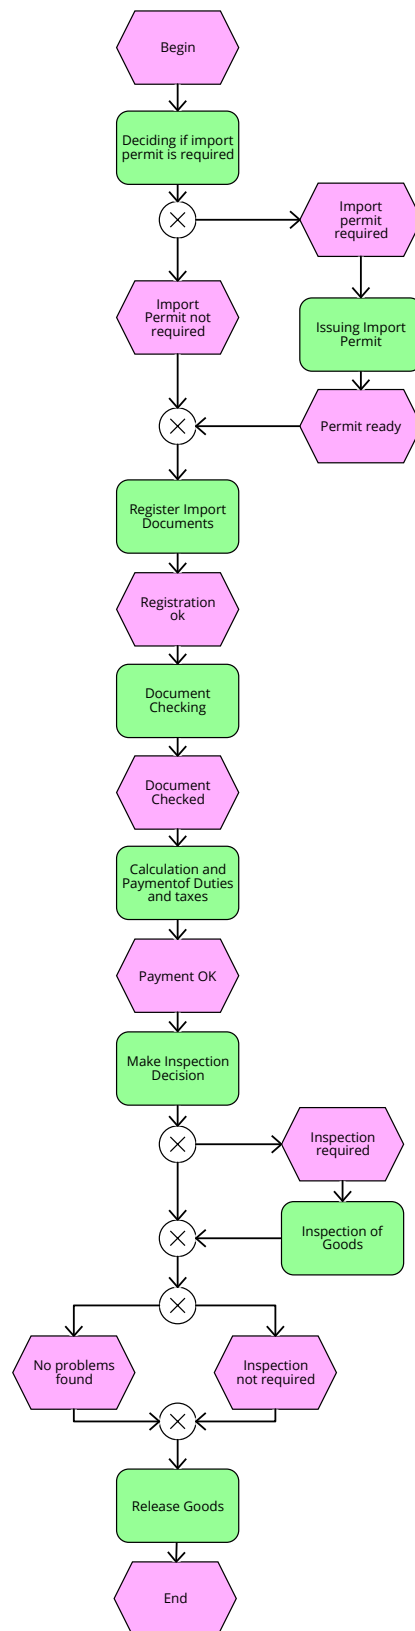 Begin
Deciding if import
permit is required
Import
permit
required
Import
Permit not
required
Issuing Import
Permit
Permit ready
Register Import
Documents
Registration
ok
Document
Checking
Document
Checked
Calculation and
Paymentof Duties
and taxes
Payment OK
Make Inspection
Decision
Inspection
required
Inspection of
Goods
No problems
found
Inspection
not required
Release Goods
End